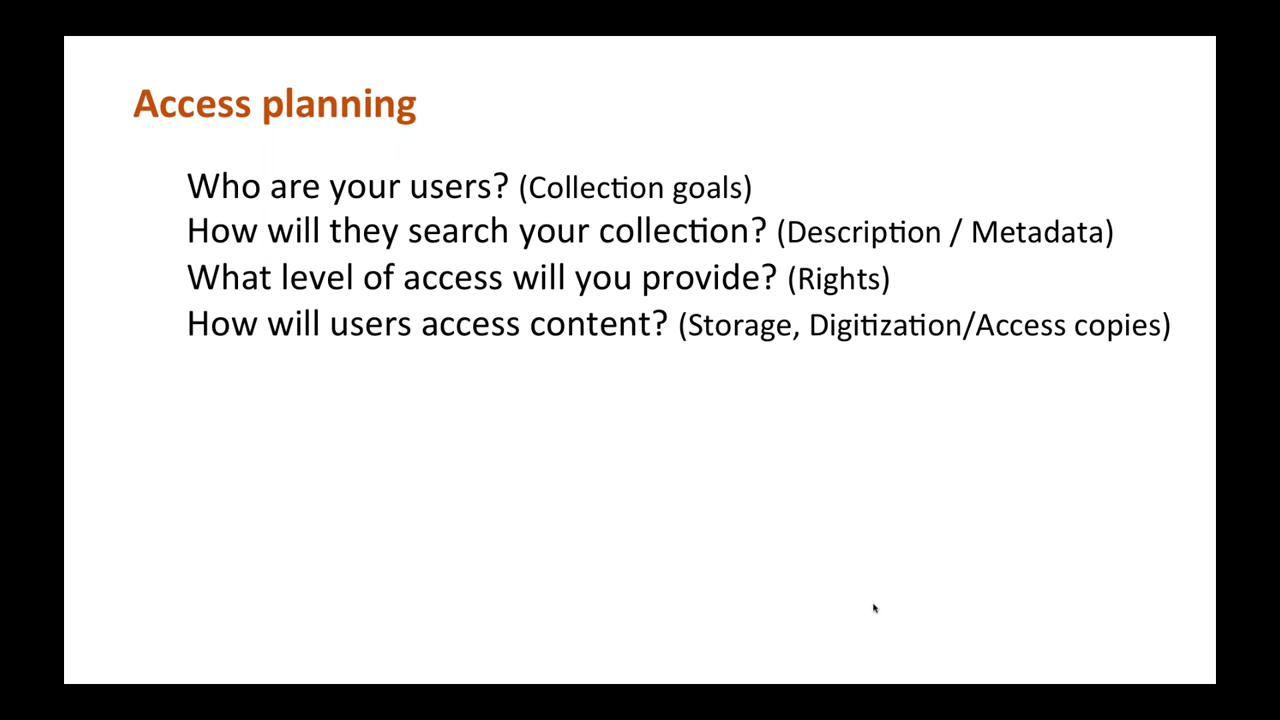 Access planning
Who are your users? (Collection goals)
How will they search your collection? (Description / Metadata)
What level of access will you provide? (Rights)
How will users access content? (Storage, Digitization/Access copies)